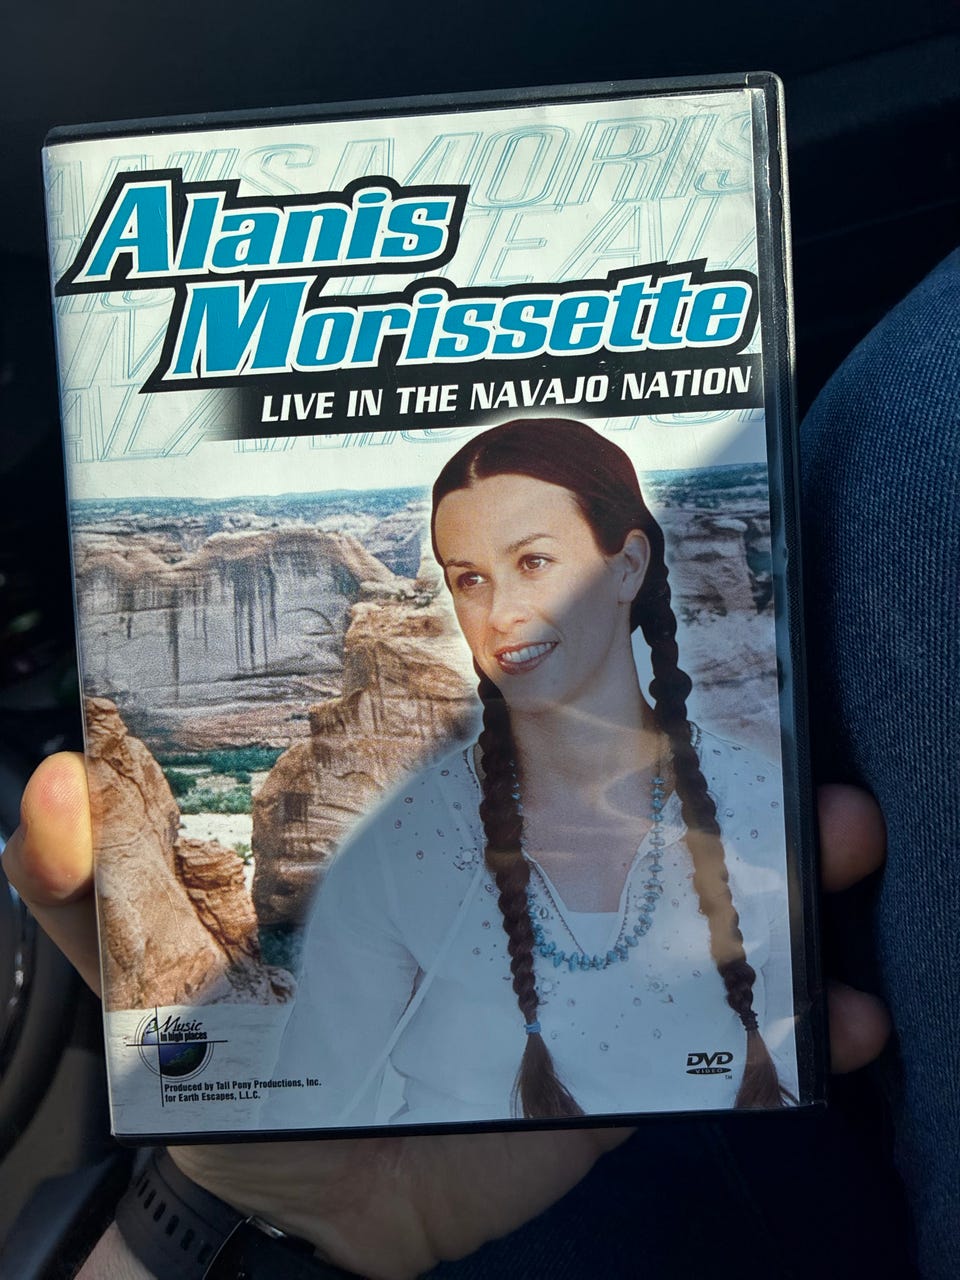 Alanis
Morissette
LIVE IN THE NAVAJO NATION
Music
in high places
Produced by Tall Pony Productions, Inc.
for Earth Escapes, L.L.C.
DVD
VIDEO
TM